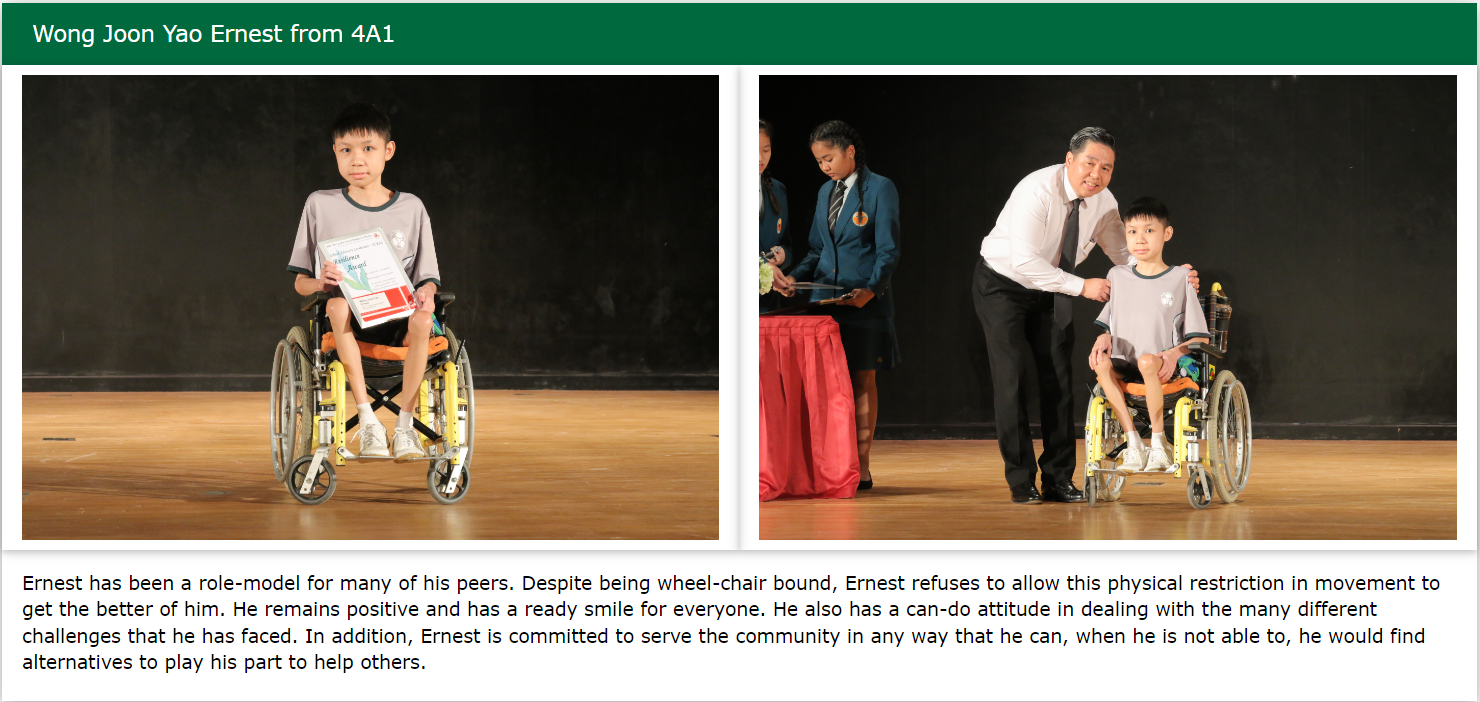 Wong Joon Yao Ernest from 4A1
Resilience
Award
Ernest has been a role-model for many of his peers. Despite being wheel-chair bound, Ernest refuses to allow this physical restriction in movement to
get the better of him. He remains positive and has a ready smile for everyone. He also has a can-do attitude in dealing with the many different
challenges that he has faced. In addition, Ernest is committed to serve the community in any way that he can, when he is not able to, he would find
alternatives to play his part to help others.